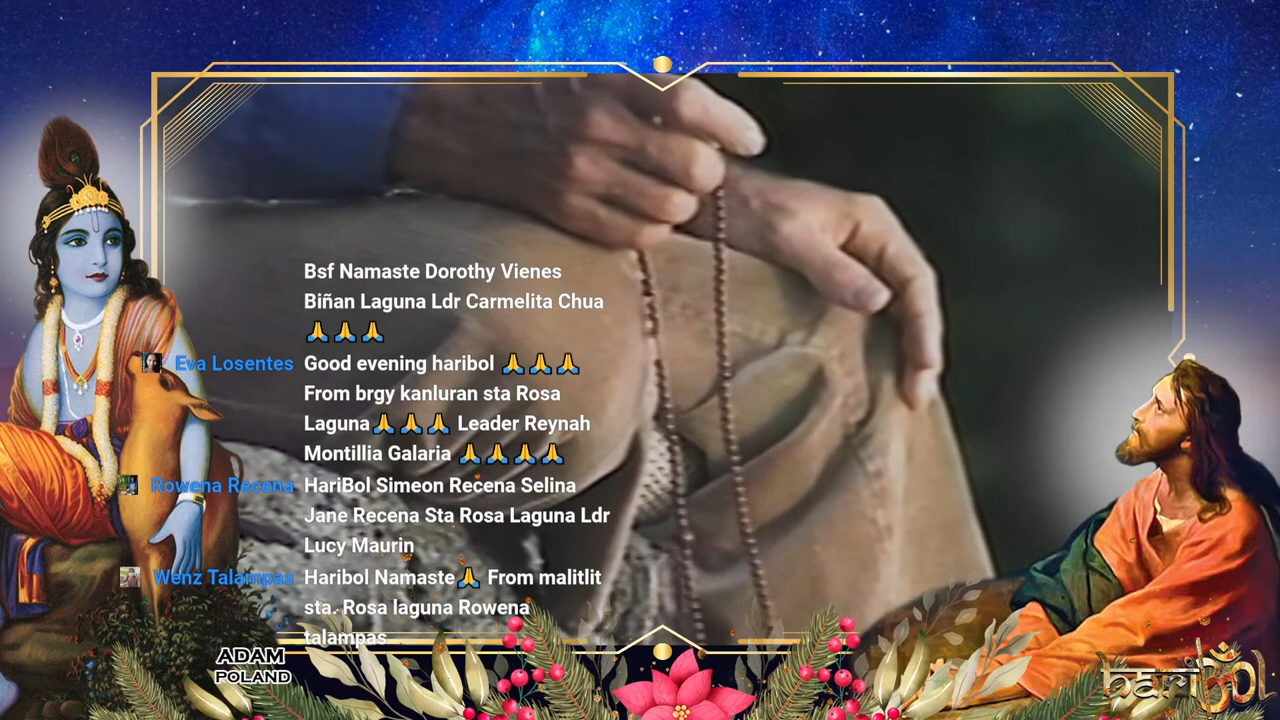 Bsf Namaste Dorothy Vienes
Biñan Laguna Ldr Carmelita Chua
🙏🙏🙏
Eva Losentes Good evening haribol 🙏🙏🙏
From brgy kanluran sta Rosa
Laguna🙏🙏🙏 Leader Reynah
Montillia Galaria 🙏🙏🙏🙏
Rowena Recena HariBol Simeon Recena Selina
Jane Recena Sta Rosa Laguna Ldr
Lucy Maurin
Wenz Talampas Haribol Namaste🙏 From malitlit
sta. Rosa laguna Rowena
talampas
ADAM
POLAND
hariॐol